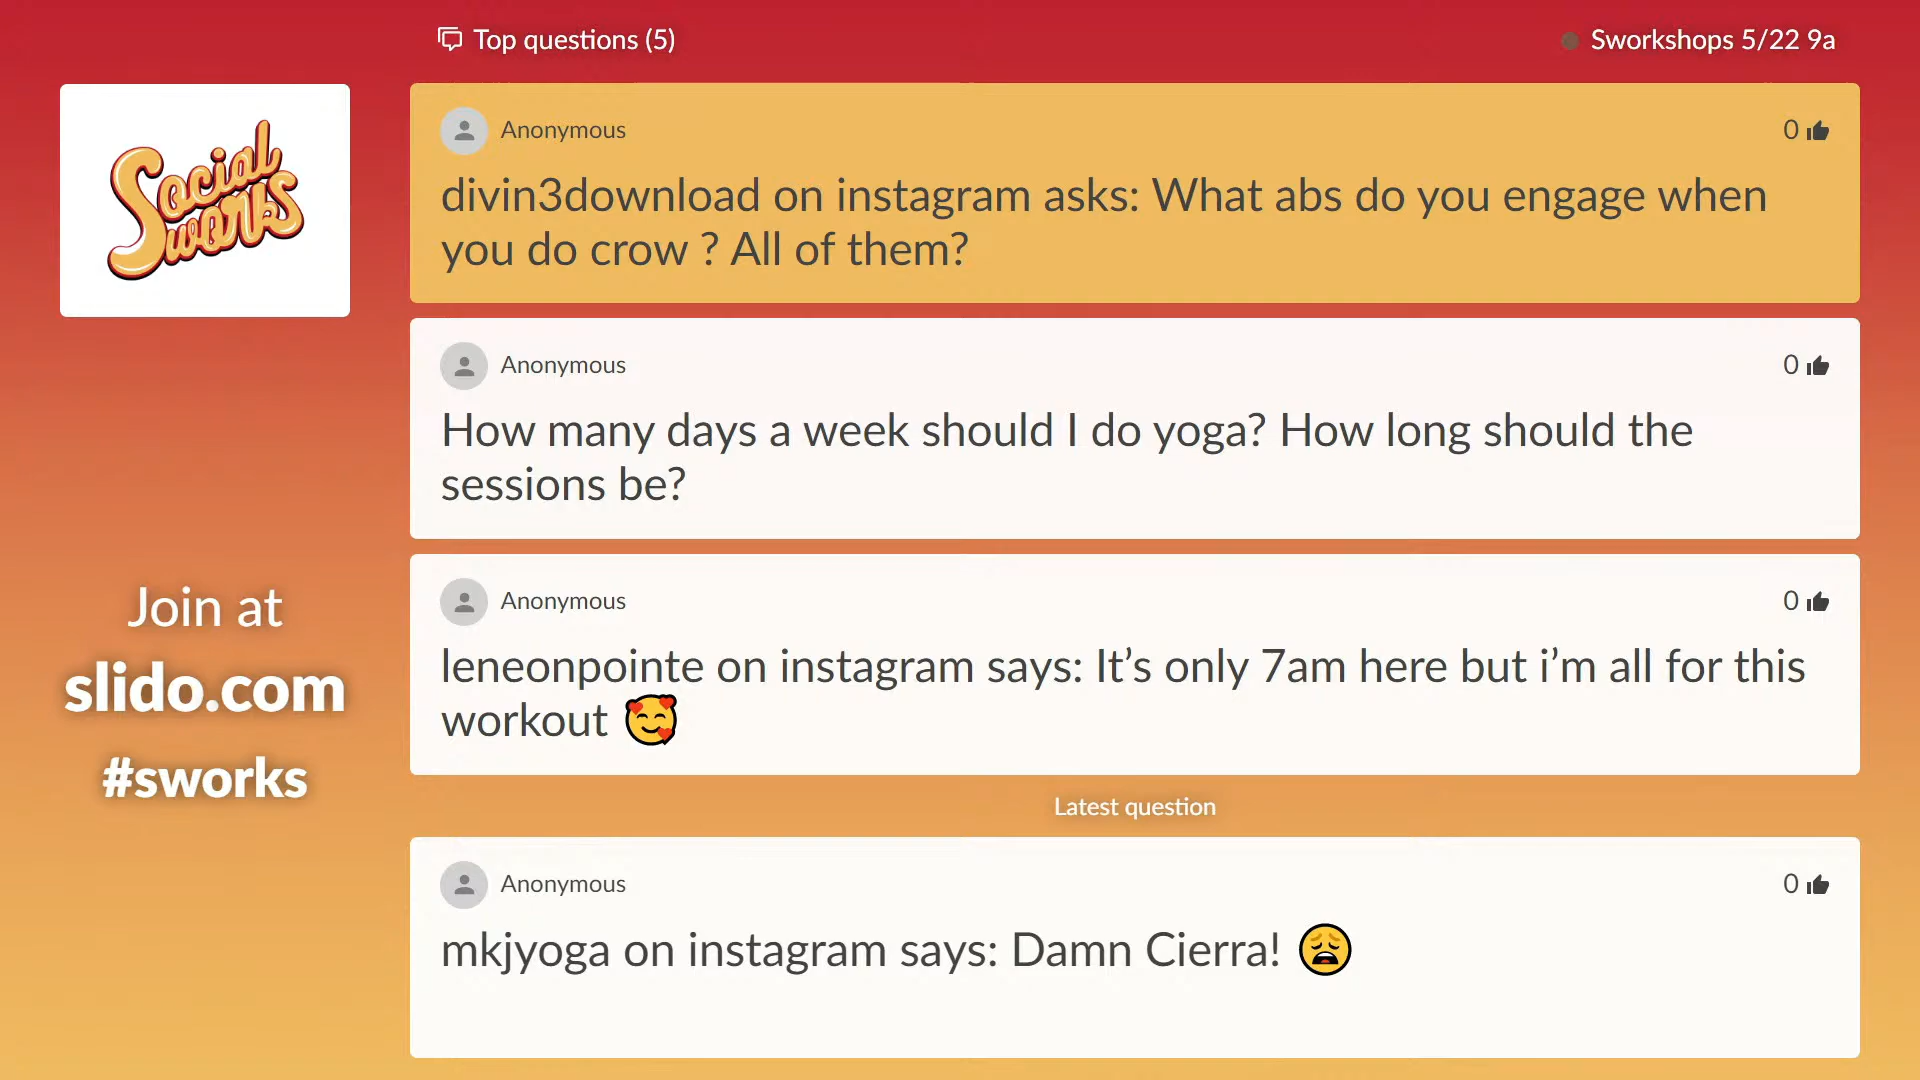 Top questions (5)
Sworkshops 5/22 9a
Social
Sworks
Anonymous
0
divin3download on instagram asks: What abs do you engage when
you do crow ? All of them?
Anonymous
0
How many days a week should I do yoga? How long should the
sessions be?
Anonymous
0
leneonpointe on instagram says: It’s only 7am here but i’m all for this
workout 🥰
Join at
slido.com
#sworks
Latest question
Anonymous
0
mkjyoga on instagram says: Damn Cierra! 😩